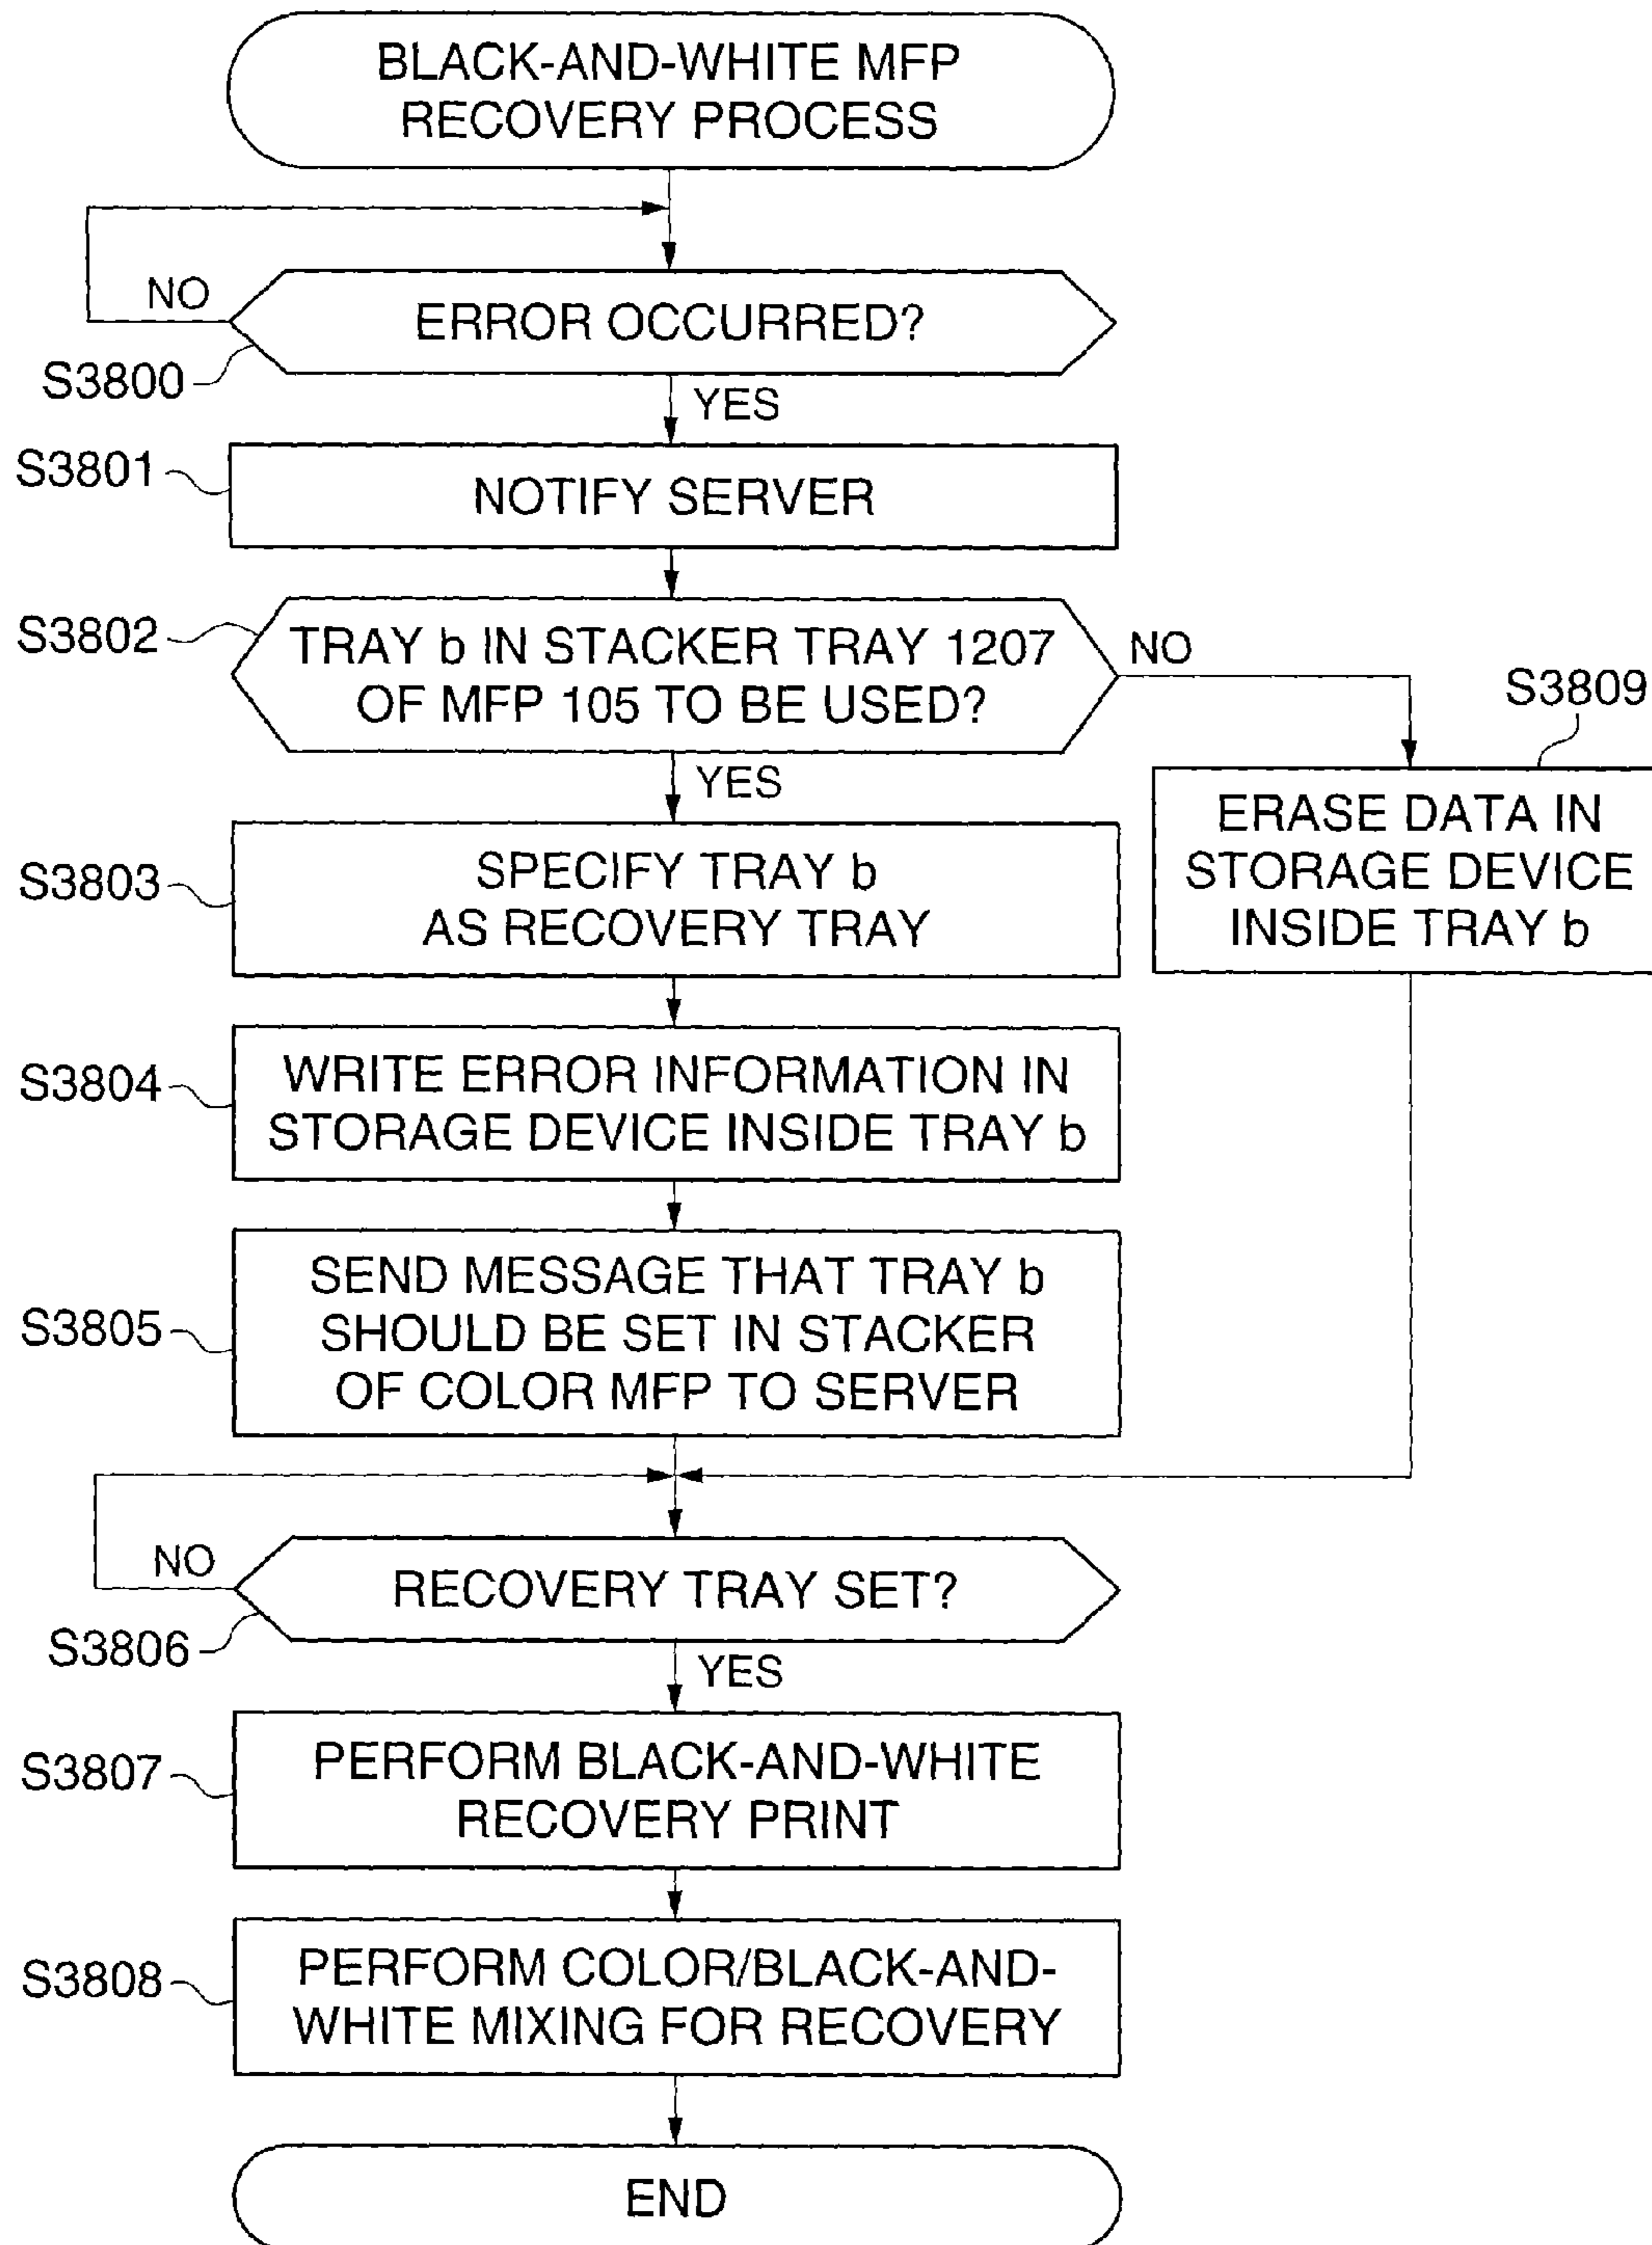 BLACK-AND-WHITE MFP
RECOVERY PROCESS
NO
ERROR OCCURRED?
S3800
YES
S3801
NOTIFY SERVER
S3802
TRAY b IN STACKER TRAY 1207
OF MFP 105 TO BE USED?
NO
S3809
YES
ERASE DATA IN
STORAGE DEVICE
INSIDE TRAY b
S3803
SPECIFY TRAY b
AS RECOVERY TRAY
S3804
WRITE ERROR INFORMATION IN
STORAGE DEVICE INSIDE TRAY b
S3805
SEND MESSAGE THAT TRAY b
SHOULD BE SET IN STACKER
OF COLOR MFP TO SERVER
NO
RECOVERY TRAY SET?
S3806
YES
S3807
PERFORM BLACK-AND-WHITE
RECOVERY PRINT
S3808
PERFORM COLOR/BLACK-AND-
WHITE MIXING FOR RECOVERY
END